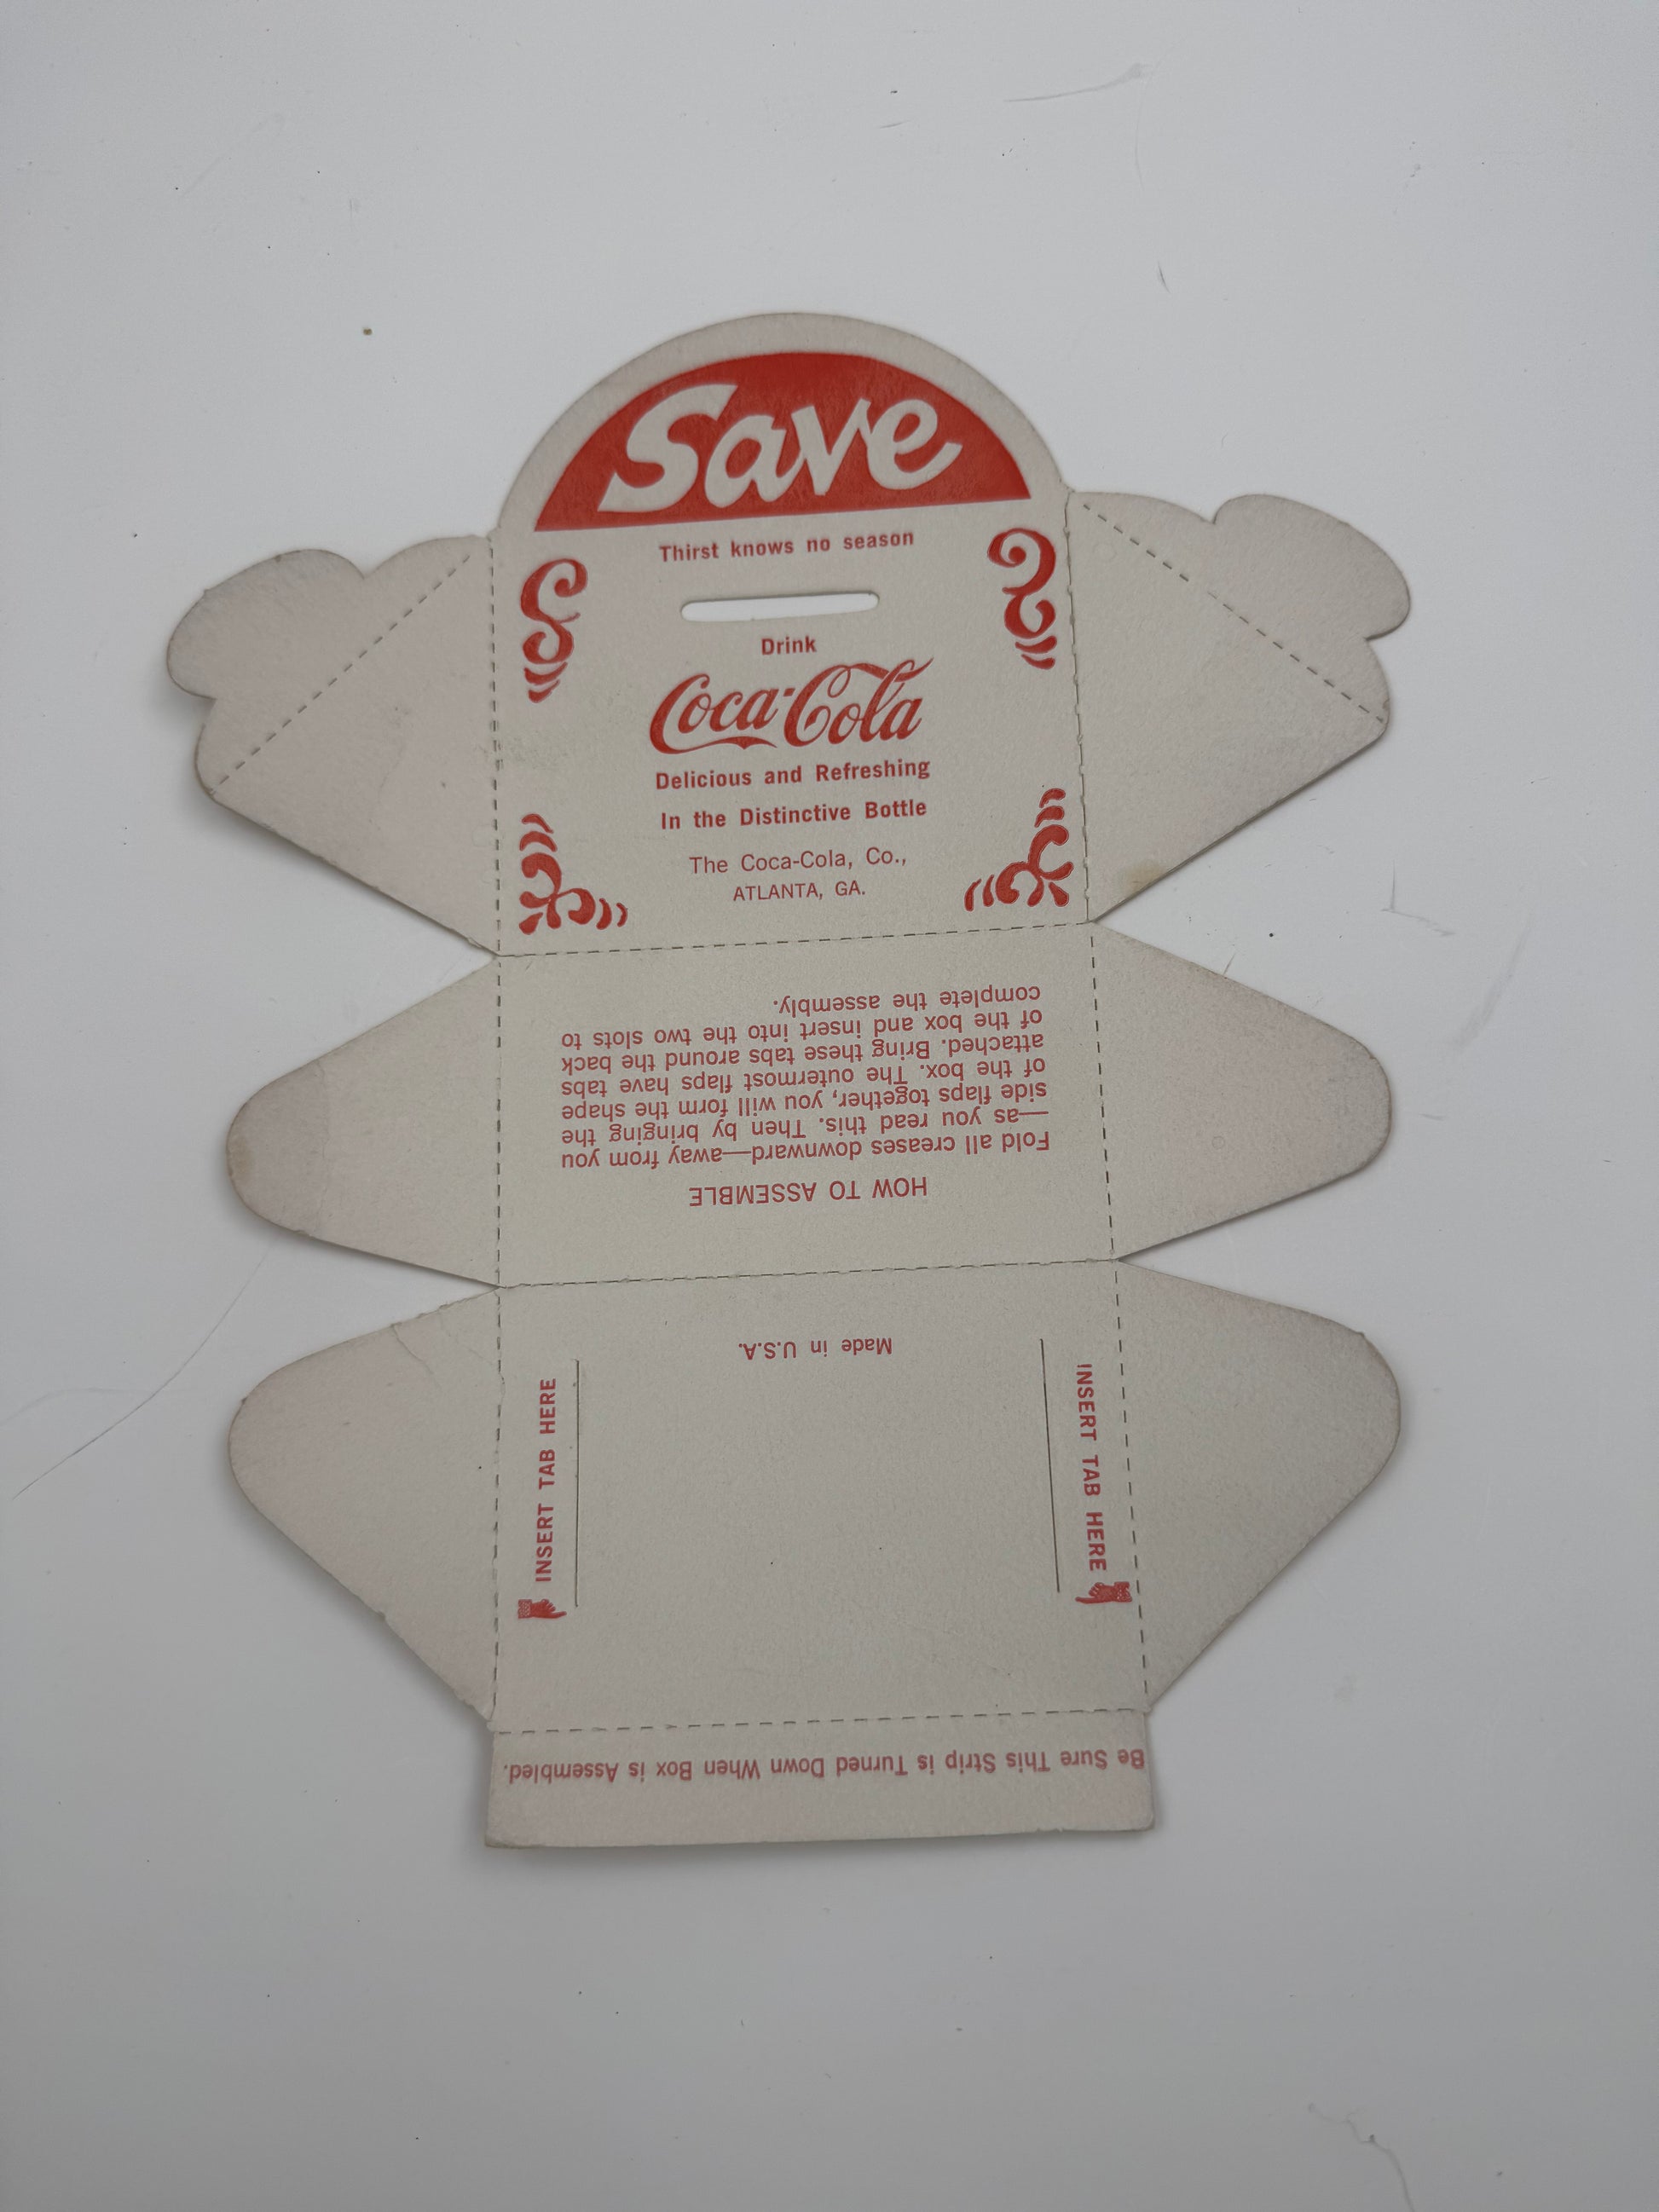 Save
Thirst knows no season
Drink
Coca-Cola
Delicious and Refreshing
In the Distinctive Bottle
The Coca-Cola, Co.,
ATLANTA, GA.
HOW TO ASSEMBLE
Fold all creases downward—away—from you
—as you read this. Then by bringing the
side flaps together, you will form the shape
of the box. The outermost flaps have tabs
attached. Bring these tabs around the back
of the box and insert into the two slots to
complete the assembly.
Made in U.S.A.
INSERT TAB HERE
INSERT TAB HERE
Be Sure This Strip is Turned Down When Box is Assembled.